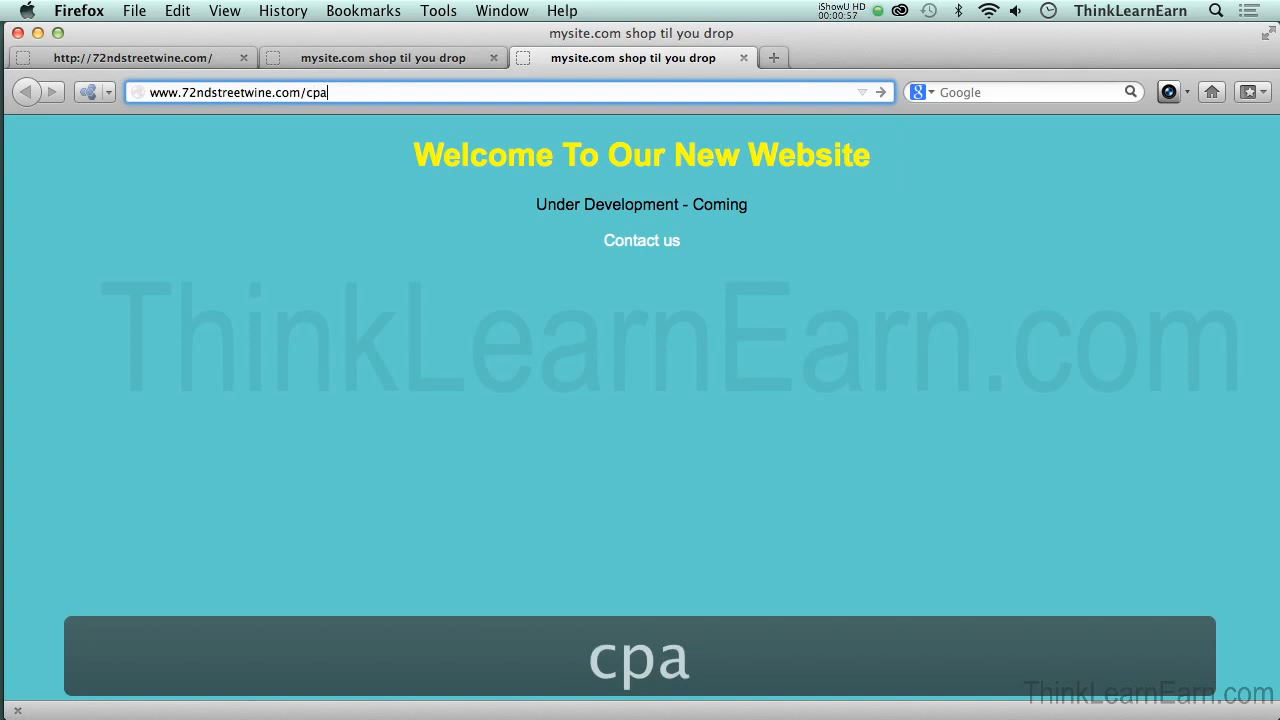 Firefox File Edit View History Bookmarks Tools Window Help iShowU HD 00:00:57 ThinkLearnEarn
mysite.com shop til you drop
http://72ndstreetwine.com/ mysite.com shop til you drop mysite.com shop til you drop
www.72ndstreetwine.com/cpa Google
Welcome To Our New Website
Under Development - Coming
Contact us
ThinkLearnEarn.com
cpa
ThinkLearnEarn.com